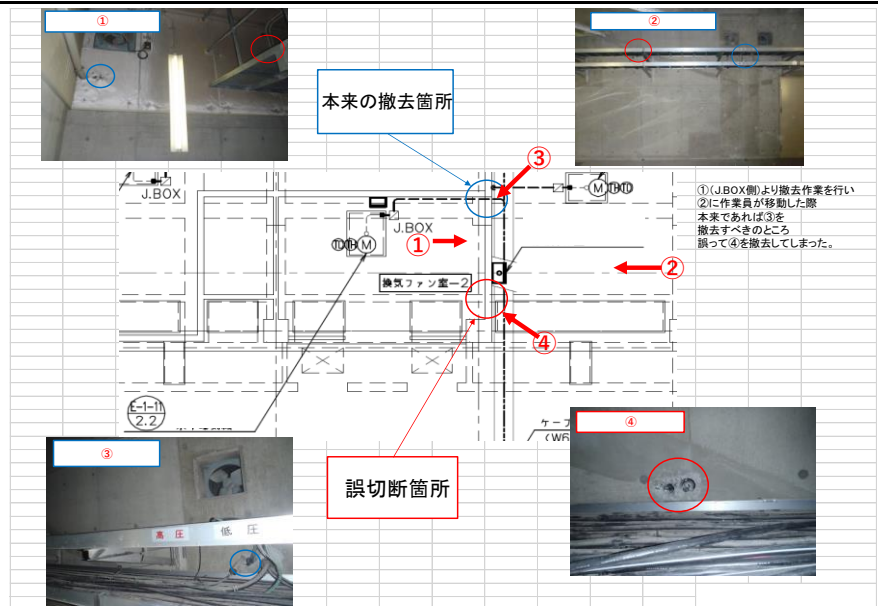 ①
②
本来の撤去箇所
③
J.BOX
M
J.BOX
M
①
②
換気ファン室－2
④
①(J.BOX側)より撤去作業を行い
②に作業員が移動した際
本来であれば③を
撤去すべきのところ
誤って④を撤去してしまった。
E-1-11
2.2
③
高圧
低圧
誤切断箇所
④